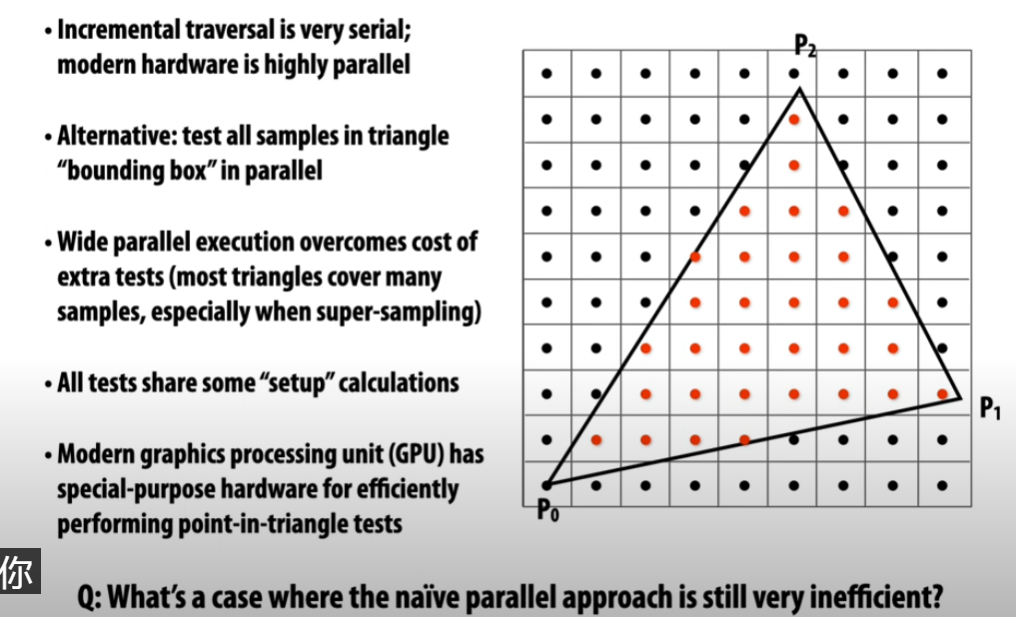 • Incremental traversal is very serial;
modern hardware is highly parallel
• Alternative: test all samples in triangle
“bounding box” in parallel
• Wide parallel execution overcomes cost of
extra tests (most triangles cover many
samples, especially when super-sampling)
• All tests share some “setup” calculations
• Modern graphics processing unit (GPU) has
special-purpose hardware for efficiently
performing point-in-triangle tests
P₂
P₁
P₀
你
Q: What’s a case where the naïve parallel approach is still very inefficient?